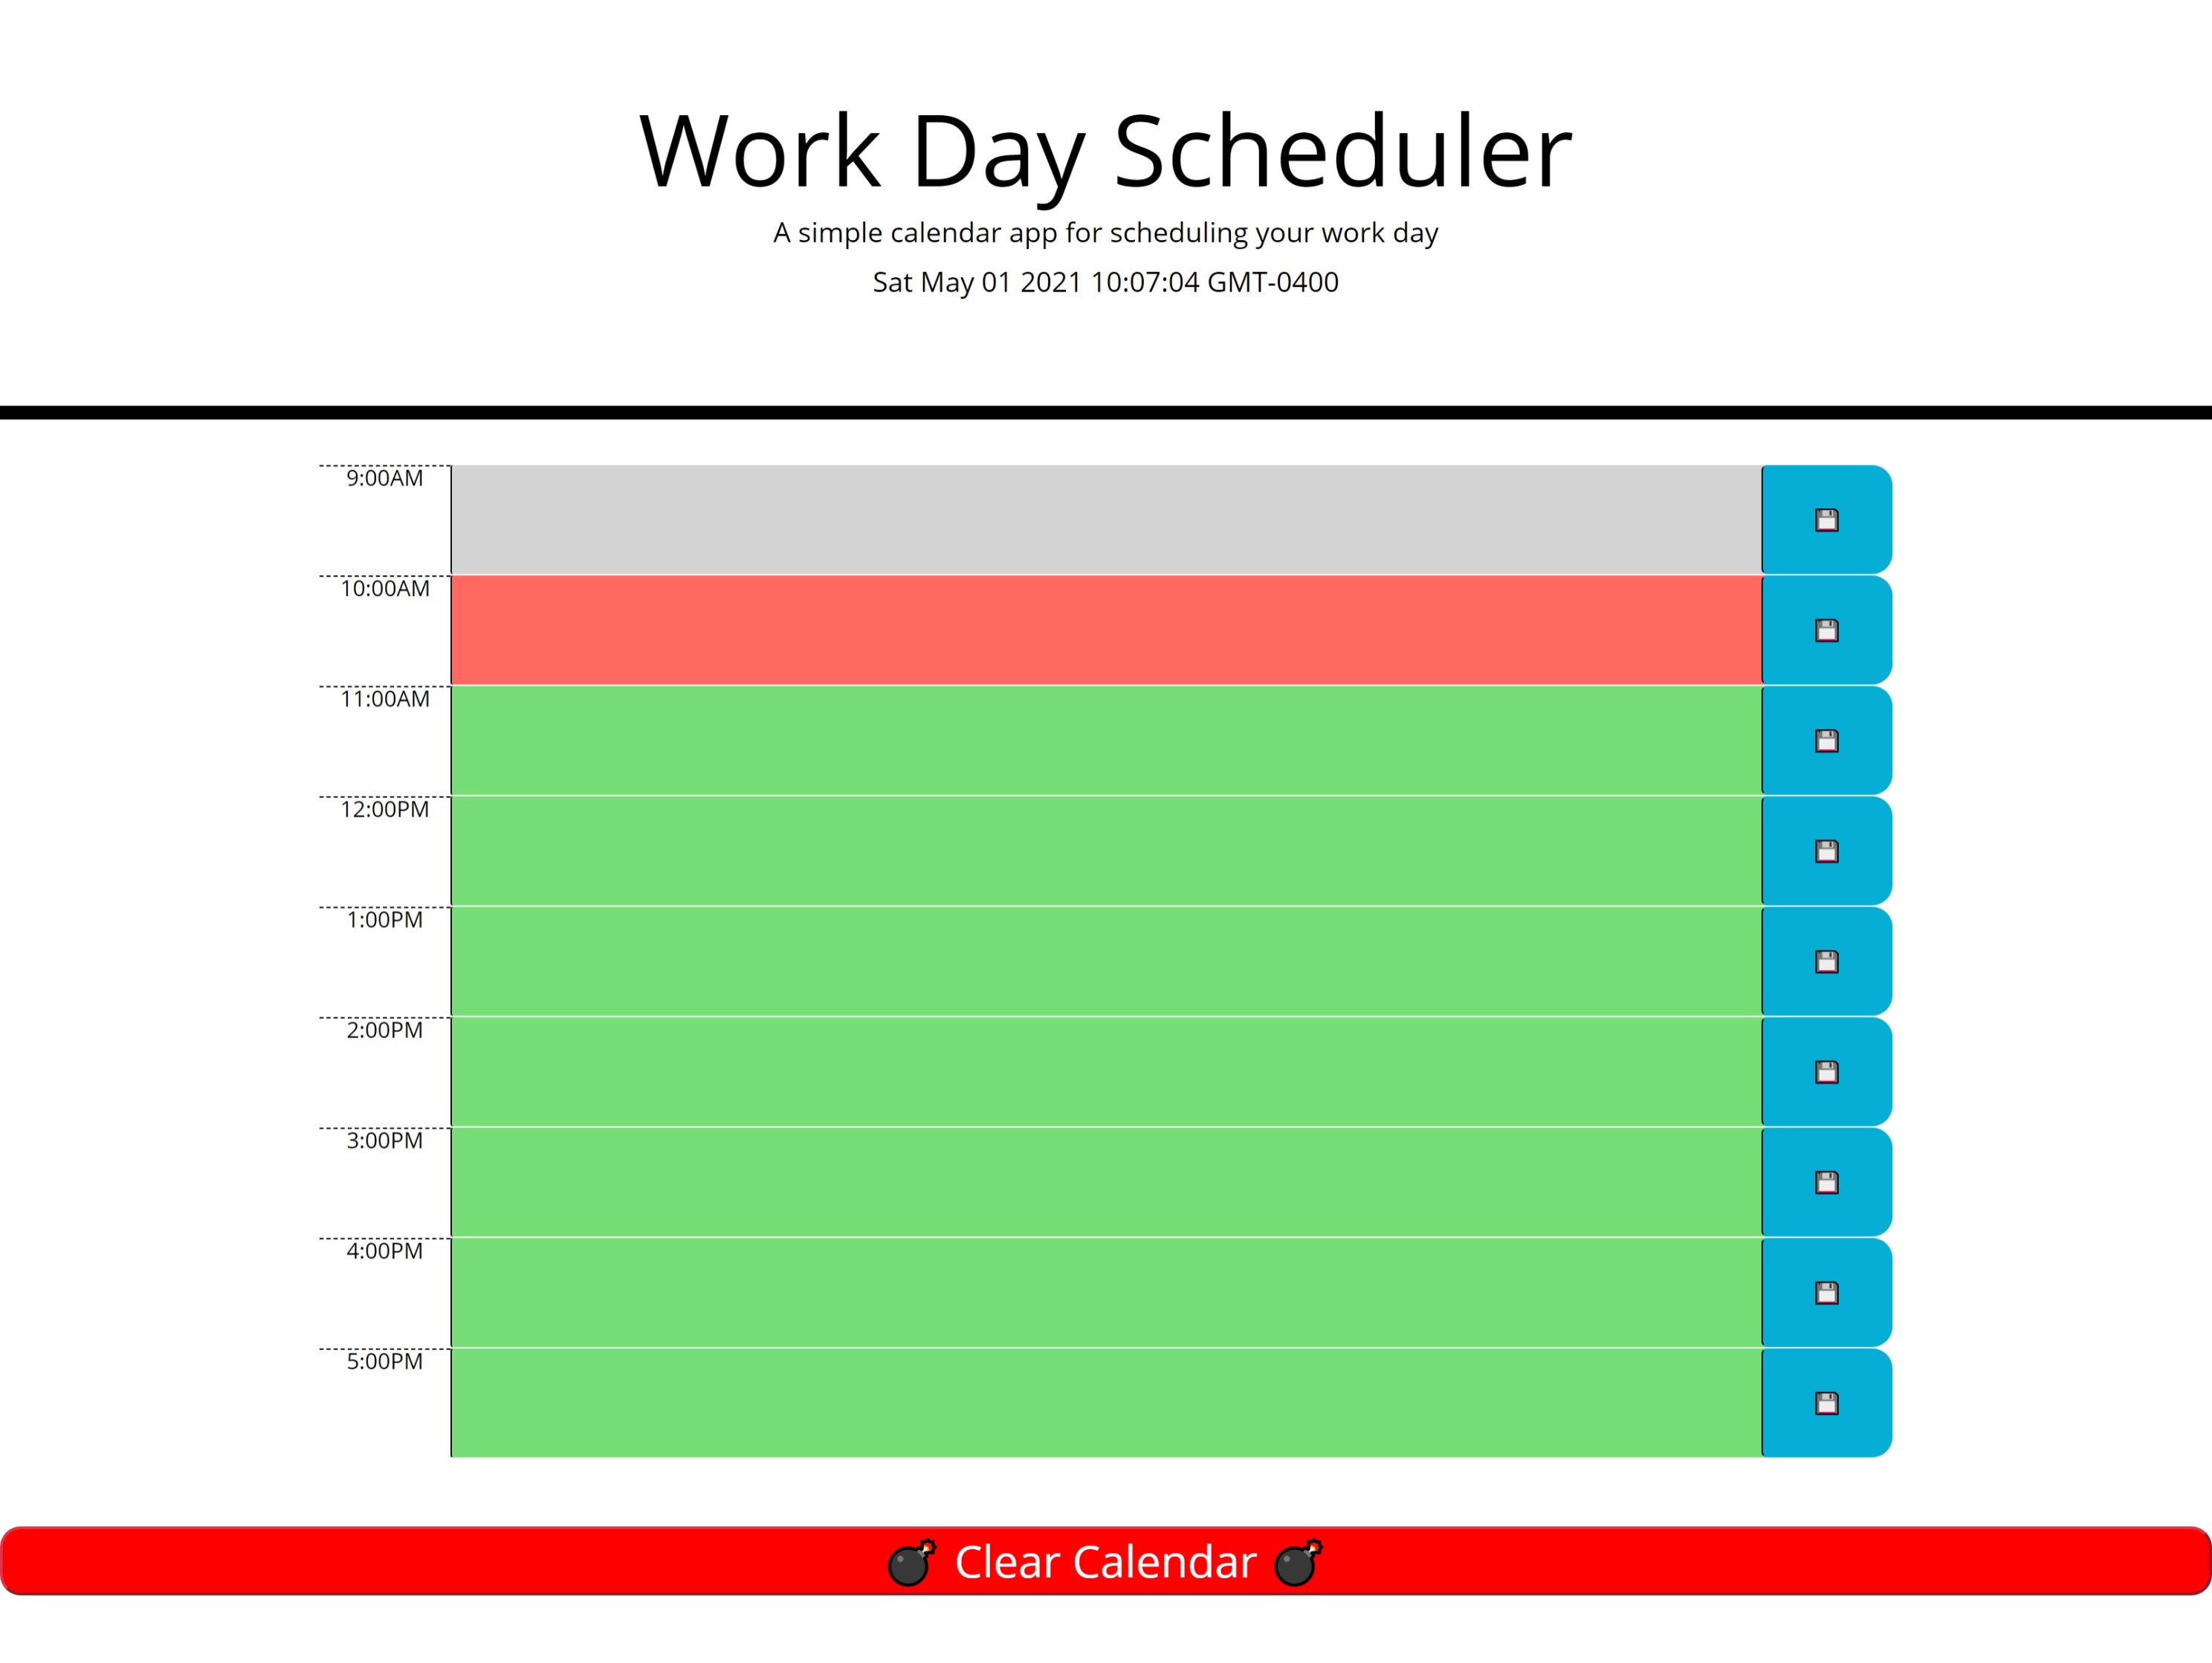 Work Day Scheduler
A simple calendar app for scheduling your work day
Sat May 01 2021 10:07:04 GMT-0400
9:00AM
10:00AM
11:00AM
12:00PM
1:00PM
2:00PM
3:00PM
4:00PM
5:00PM
💣 Clear Calendar 💣